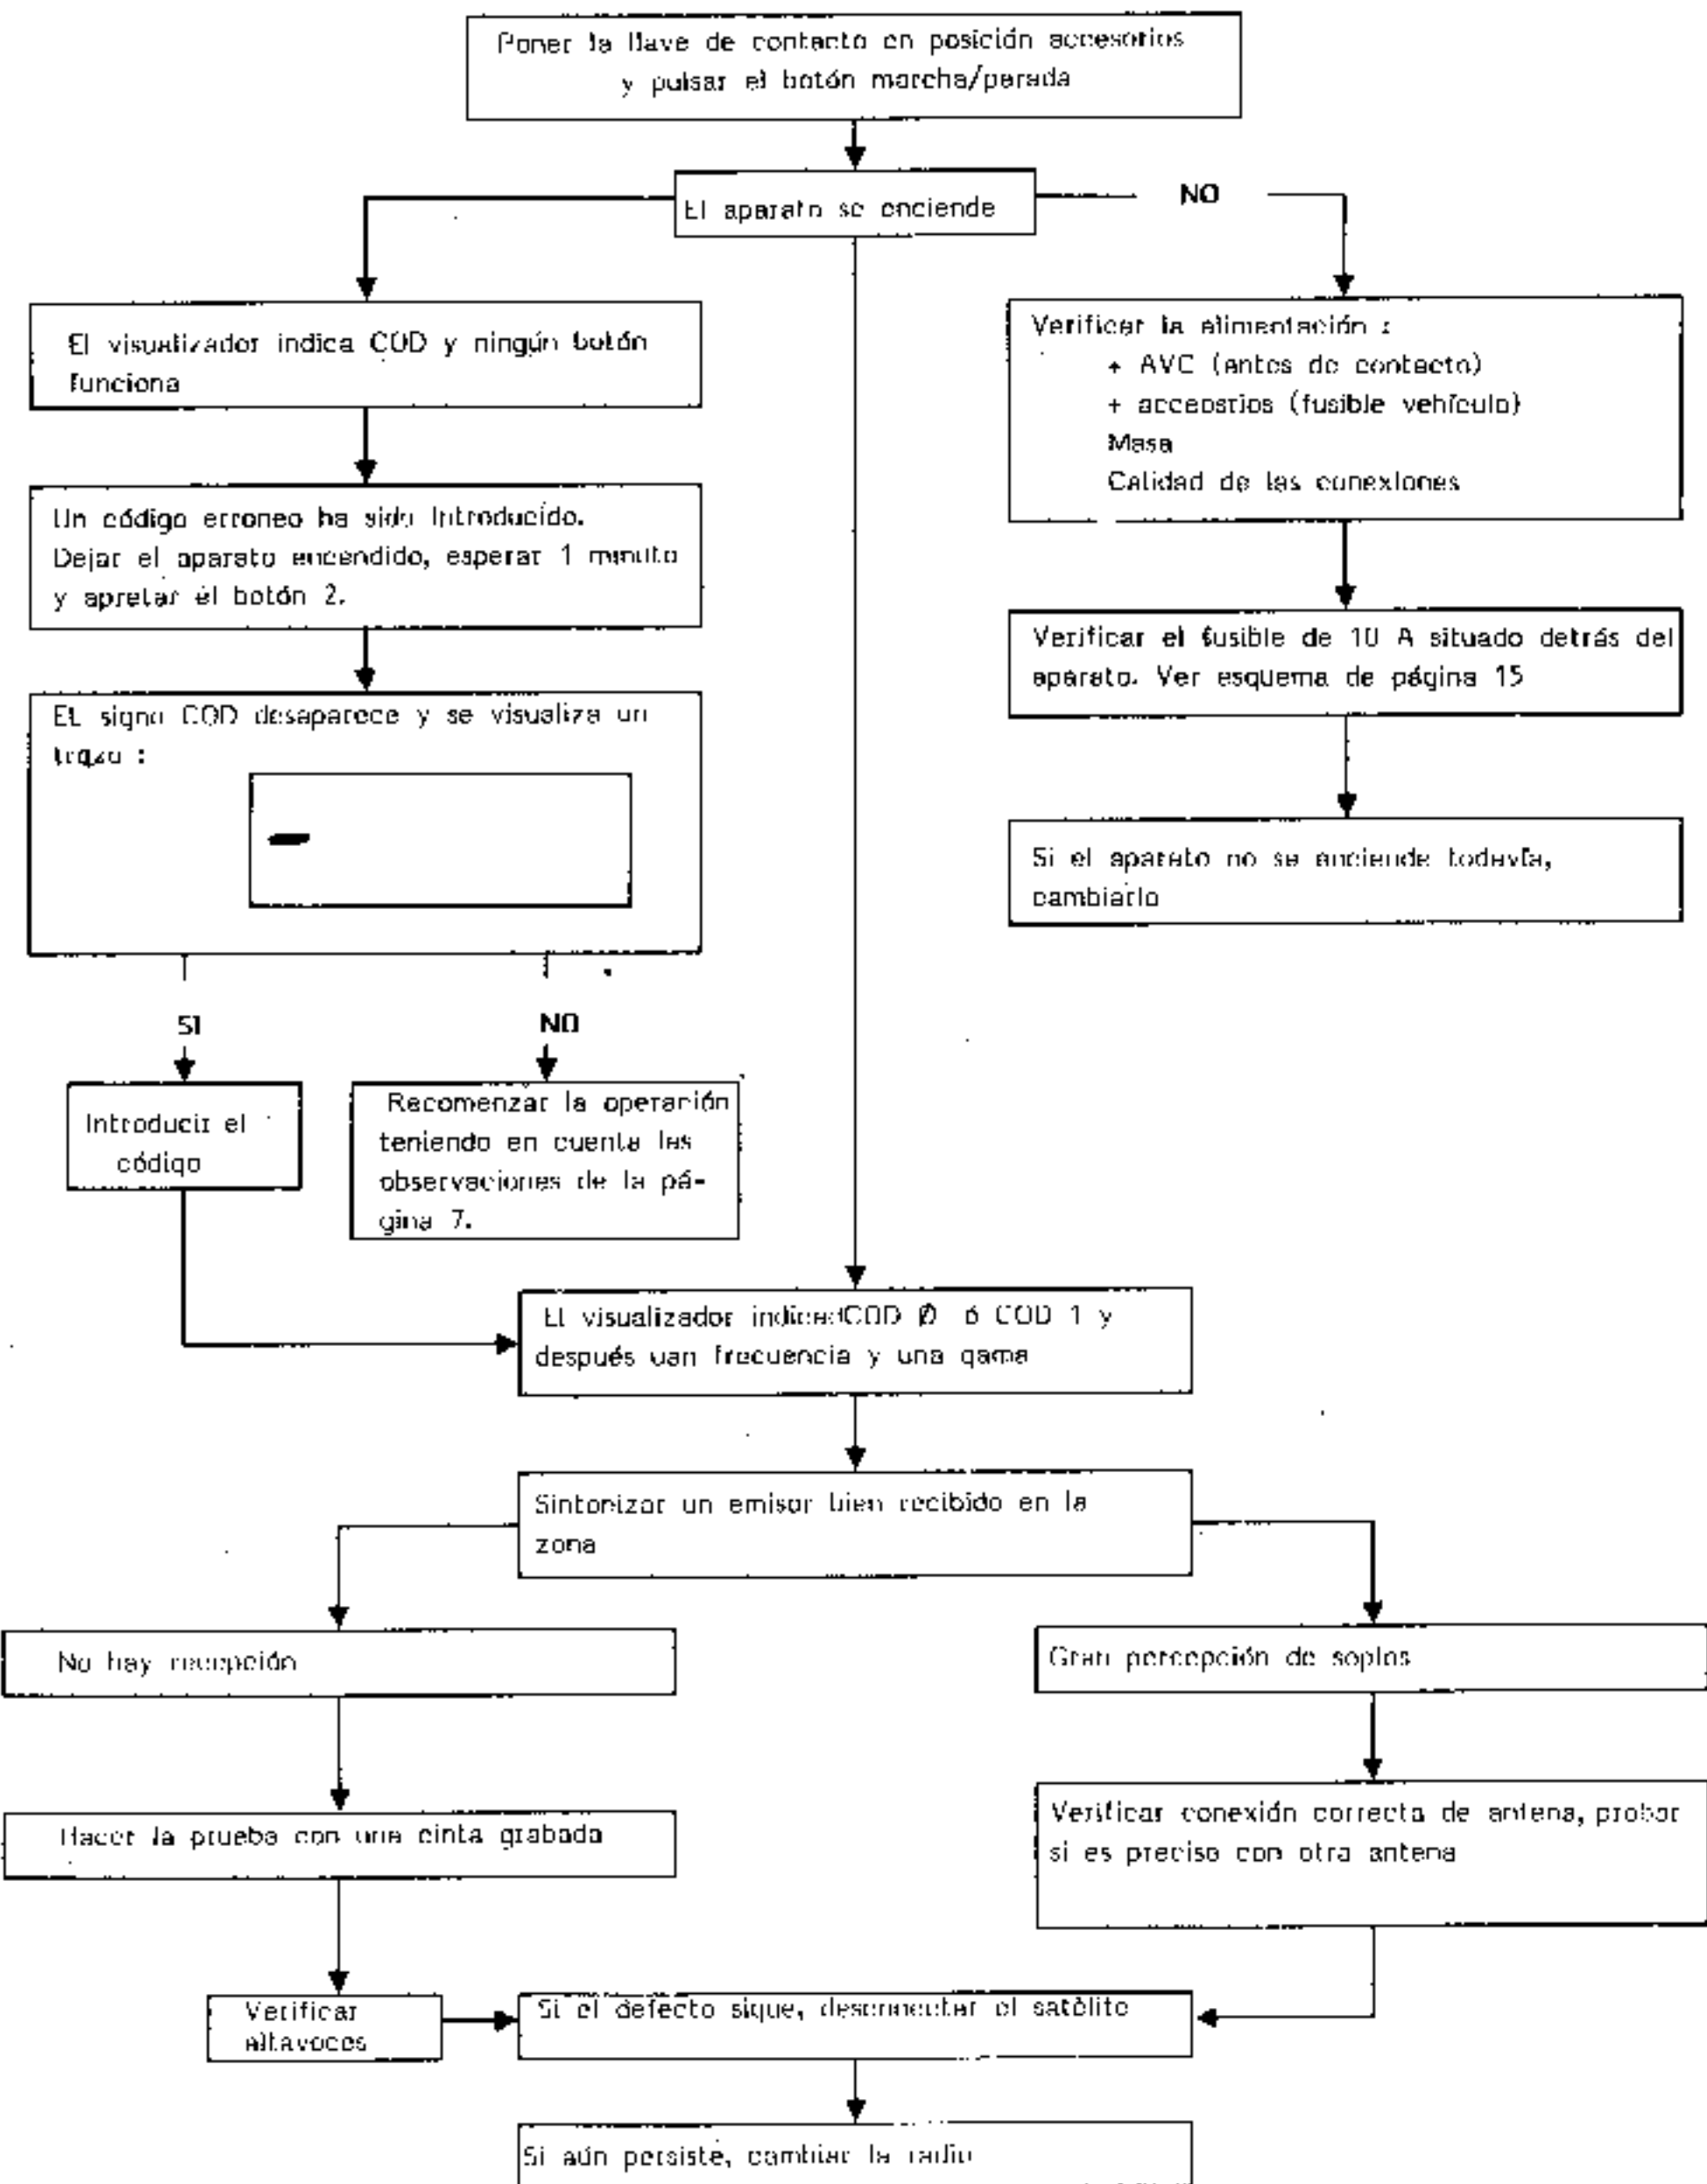 Poner la llave de contacto en posición accesorios
y pulsar el botón marcha/parada
El aparato se enciende
NO
El visualizador indica COD y ningún botón
funciona
Verificar la alimentación :
+ AVC (antes de contacto)
+ acceostios (fusible vehículo)
Masa
Calidad de las conexiones
Un código erroneo ha sido introducido.
Dejar el aparato encendido, esperar 1 minuto
y apretar el botón 2.
Verificar el fusible de 10 A situado detrás del
aparato. Ver esquema de página 15
EL signo COD desaparece y se visualiza un
trazo :
Si el aparato no se enciende todavía,
cambiarlo
SI
NO
Introducir el
código
Recomenzar la operación
teniendo en cuenta las
observaciones de la pá-
gina 7.
El visualizador COD Ø ó COD 1 y
después uan frecuencia y una gama
Sintonizar un emisor bien recibido en la
zona
No hay recepción
Gran percepción de soplos
Hacer la prueba con una cinta grabada
Verificar conexión correcta de antena, probar
si es preciso con otra antena
Verificar
altavoces
Si el defecto sigue, desconectar el satélite
Si aún persiste, cambiar la radio